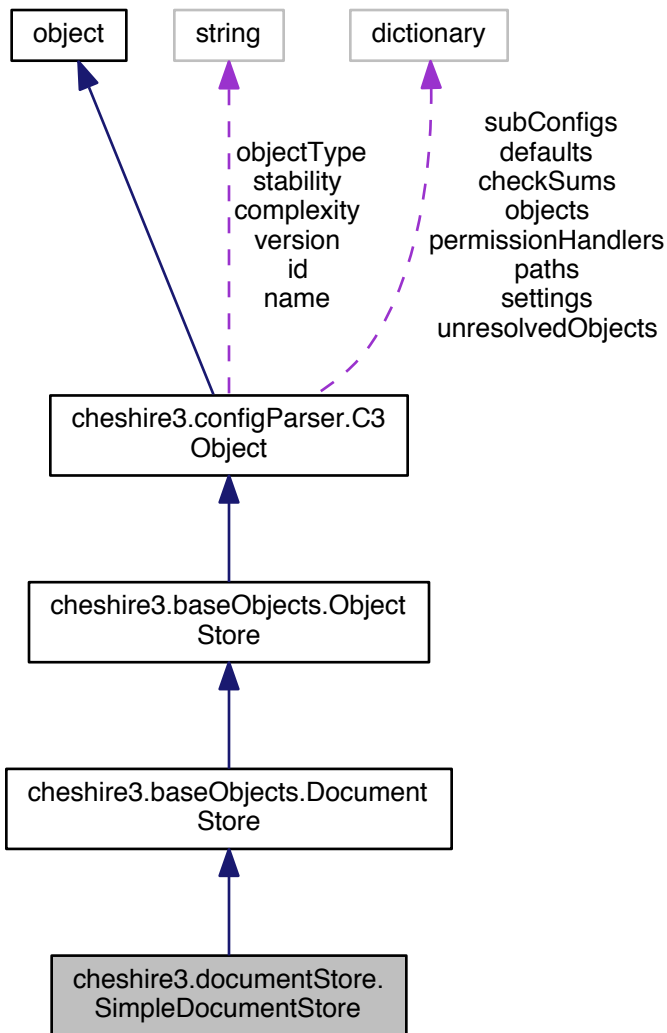 object
string
dictionary
objectType
stability
complexity
version
id
name
subConfigs
defaults
checkSums
objects
permissionHandlers
paths
settings
unresolvedObjects
cheshire3.configParser.C3
Object
cheshire3.baseObjects.Object
Store
cheshire3.baseObjects.Document
Store
cheshire3.documentStore.
SimpleDocumentStore